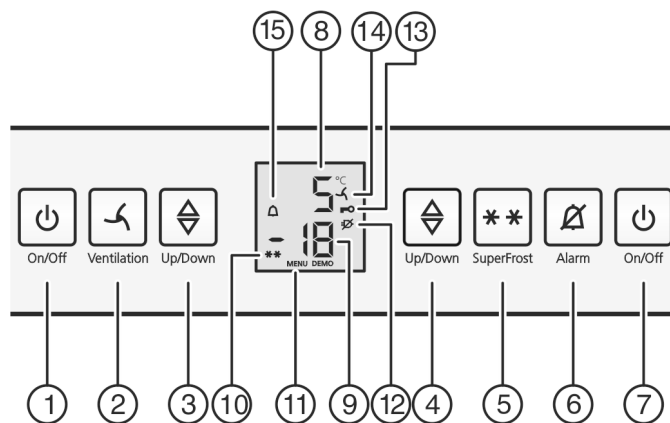 15 8 14 13
5 °C
-18
MENU DEMO
On/Off Ventilation Up/Down Up/Down SuperFrost Alarm On/Off
1 2 3 10 11 9 12 4 5 6 7